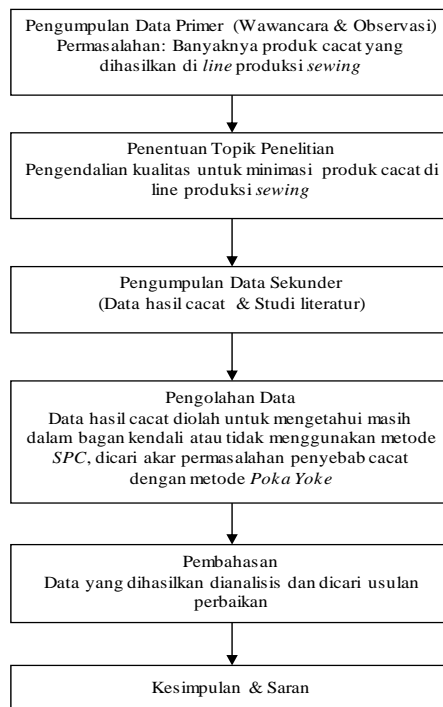 Pengumpulan Data Primer (Wawancara & Observasi)
Permasalahan: Banyaknya produk cacat yang
dihasilkan di line produksi sewing
Penentuan Topik Penelitian
Pengendalian kualitas untuk minimasi produk cacat di
line produksi sewing
Pengumpulan Data Sekunder
(Data hasil cacat & Studi literatur)
Pengolahan Data
Data hasil cacat diolah untuk mengetahui masih
dalam bagan kendali atau tidak menggunakan metode
SPC, dicari akar permasalahan penyebab cacat
dengan metode Poka Yoke
Pembahasan
Data yang dihasilkan dianalisis dan dicari usulan
perbaikan
Kesimpulan & Saran